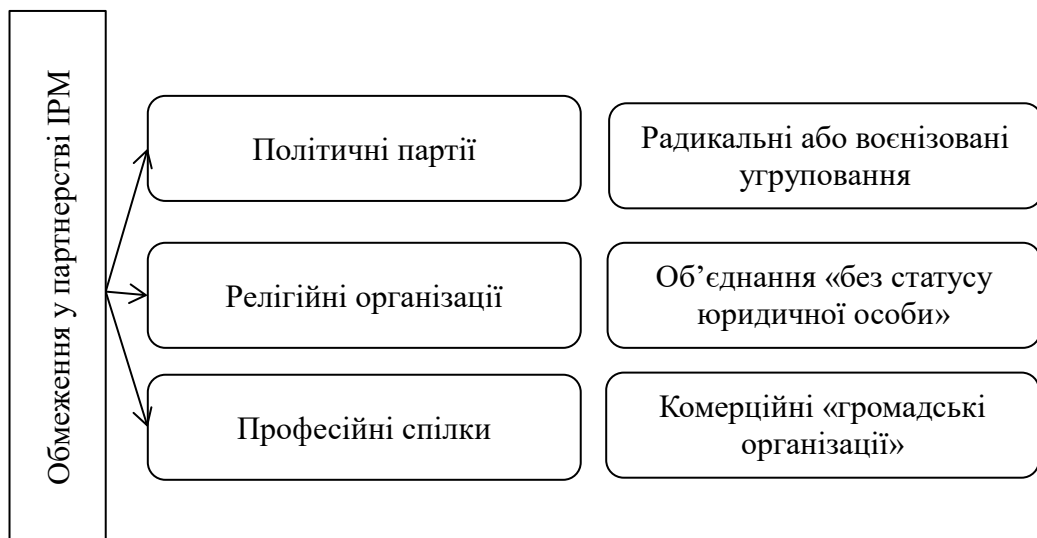 Обмеження у партнерстві ІРМ
Політичні партії
Радикальні або воєнізовані
угруповання
Релігійні організації
Об’єднання «без статусу
юридичної особи»
Професійні спілки
Комерційні «громадські
організації»